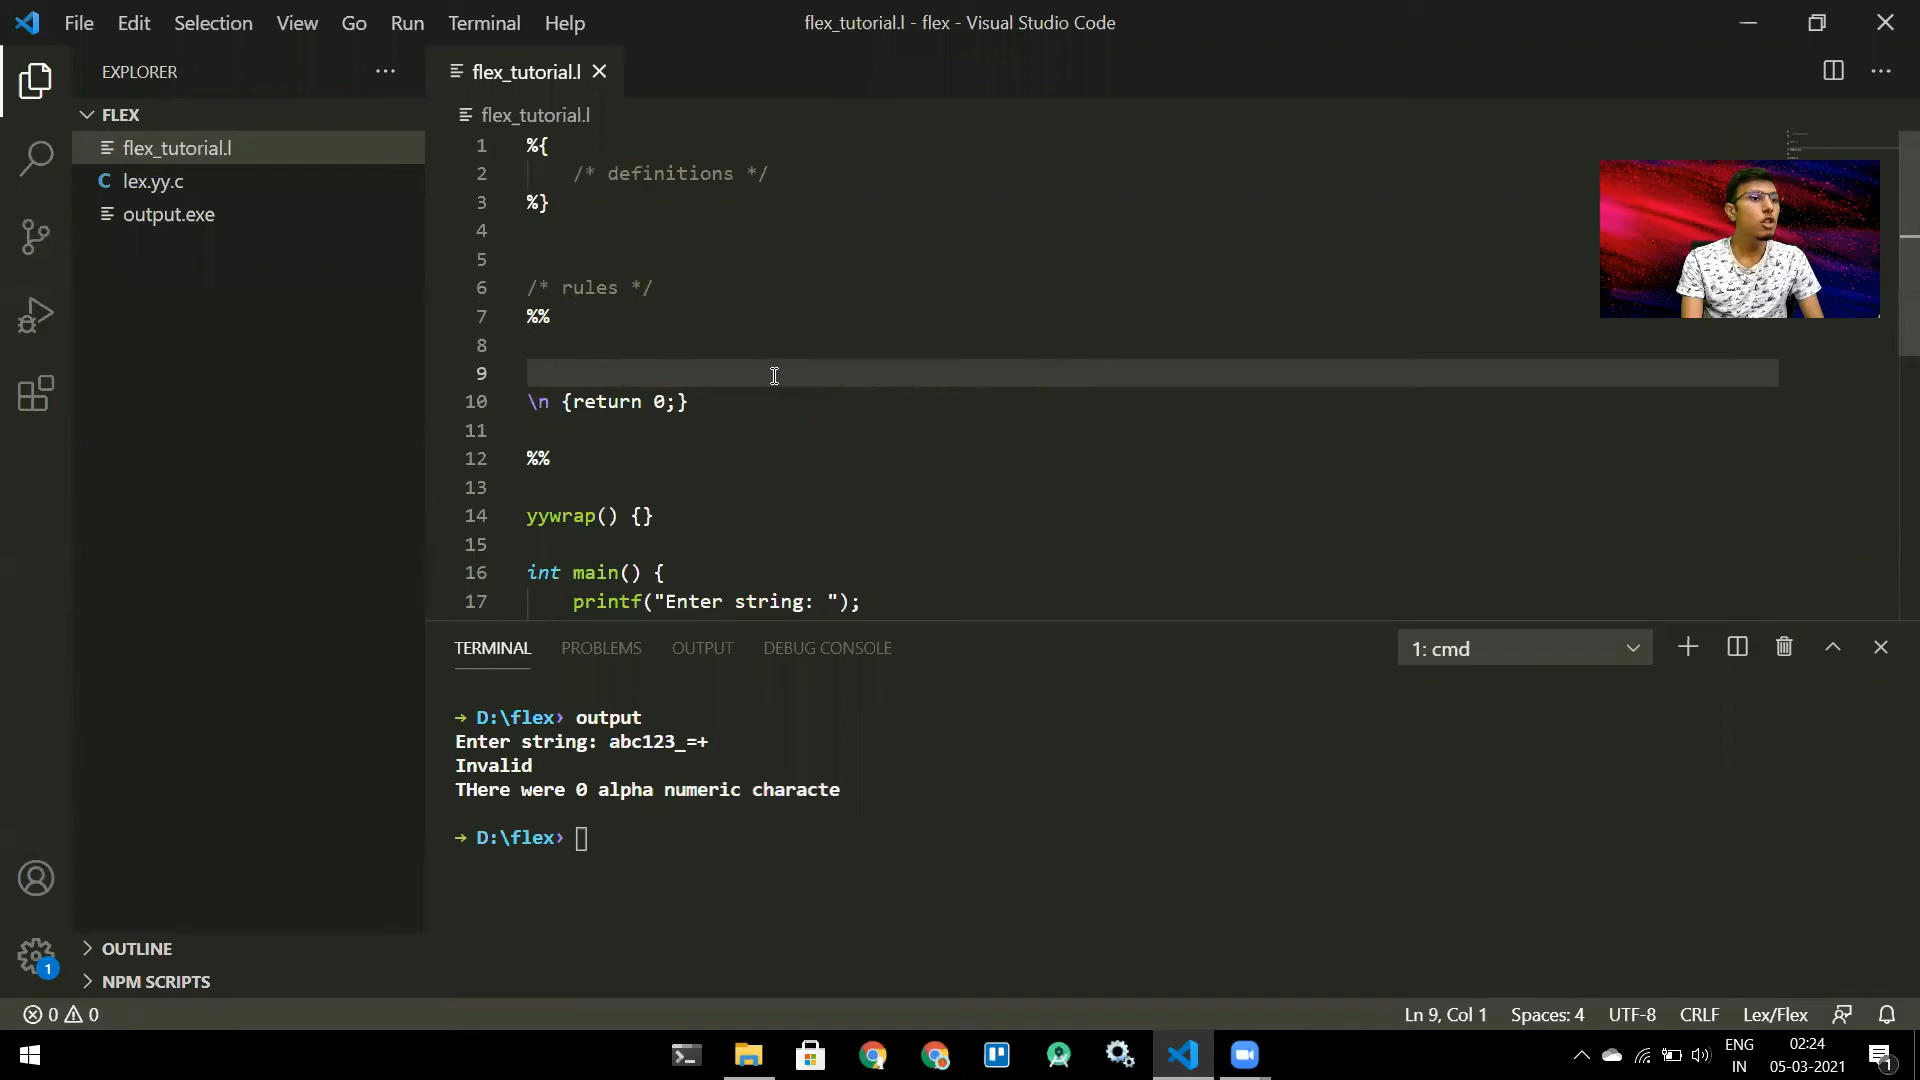 File Edit Selection View Go Run Terminal Help
flex_tutorial.l - flex - Visual Studio Code
EXPLORER
FLEX
flex_tutorial.l
C lex.yy.c
output.exe
OUTLINE
NPM SCRIPTS
flex_tutorial.l
flex_tutorial.l
1 %{
2 /* definitions */
3 %}
4
5
6 /* rules */
7 %%
8
9
10 \n {return 0;}
11
12 %%
13
14 yywrap() {}
15
16 int main() {
17 printf("Enter string: ");
TERMINAL PROBLEMS OUTPUT DEBUG CONSOLE
1: cmd
→ D:\flex› output
Enter string: abc123_=+
Invalid
THere were 0 alpha numeric characte
→ D:\flex›
1
0 0
Ln 9, Col 1 Spaces: 4 UTF-8 CRLF Lex/Flex
ENG
IN
02:24
05-03-2021
1